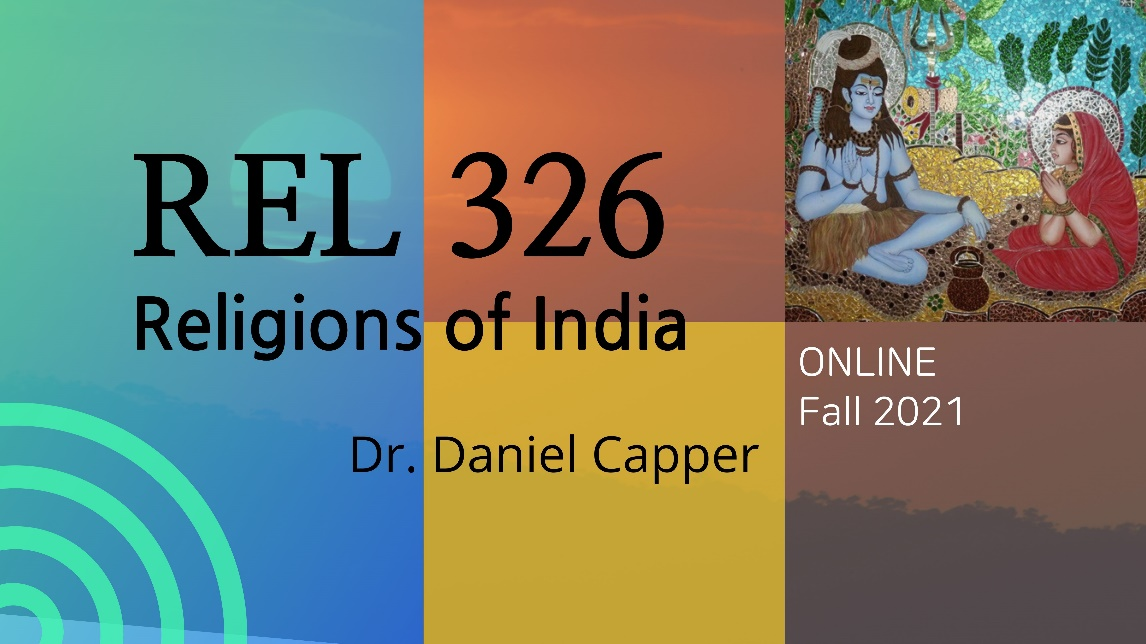 REL 326
Religions of India
Dr. Daniel Capper
ONLINE
Fall 2021